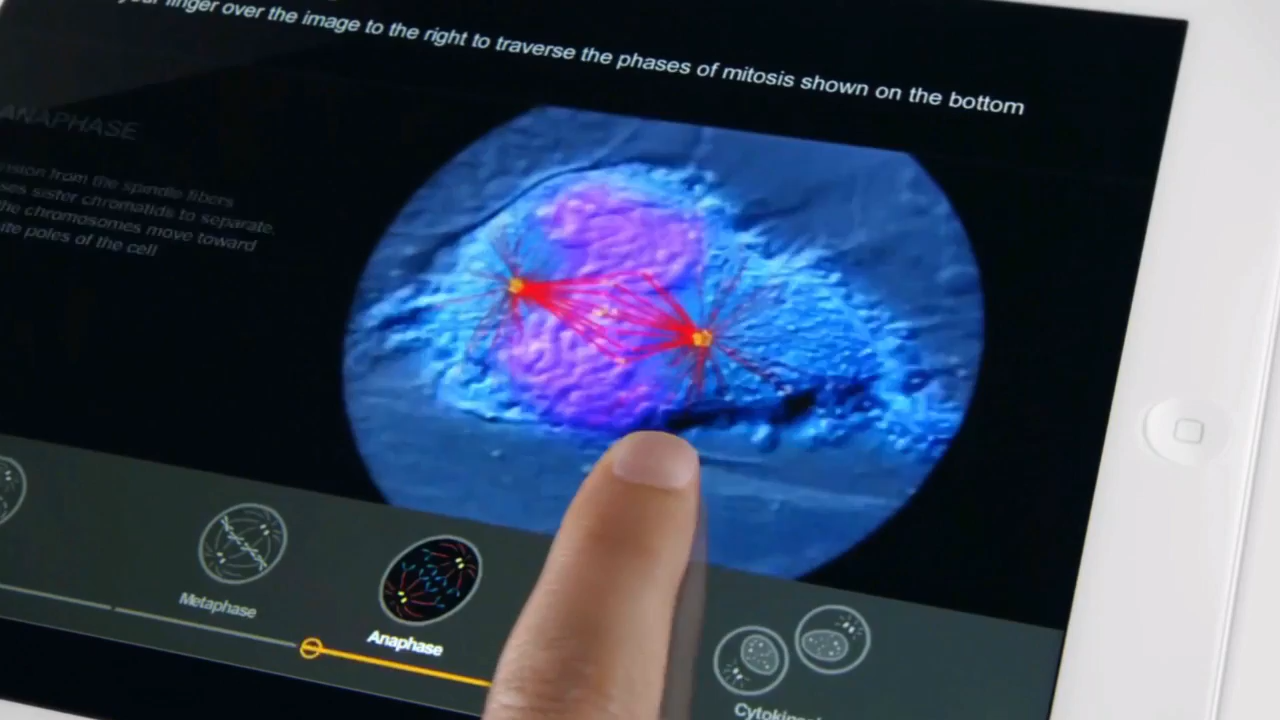 your finger over the image to the right to traverse the phases of mitosis shown on the bottom
ANAPHASE
from the spindle fibers
sister chromatids to separate.
the chromosomes move toward
poles of the cell
Metaphase
Anaphase